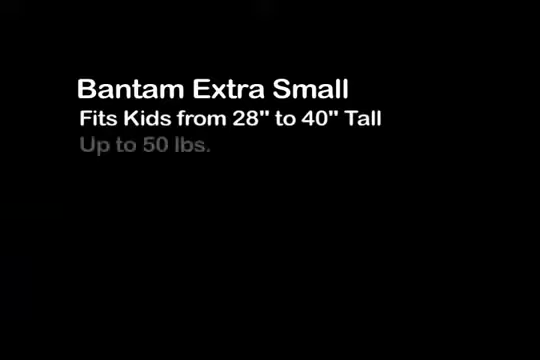 Bantam Extra Small
Fits Kids from 28" to 40" Tall
Up to 50 lbs.